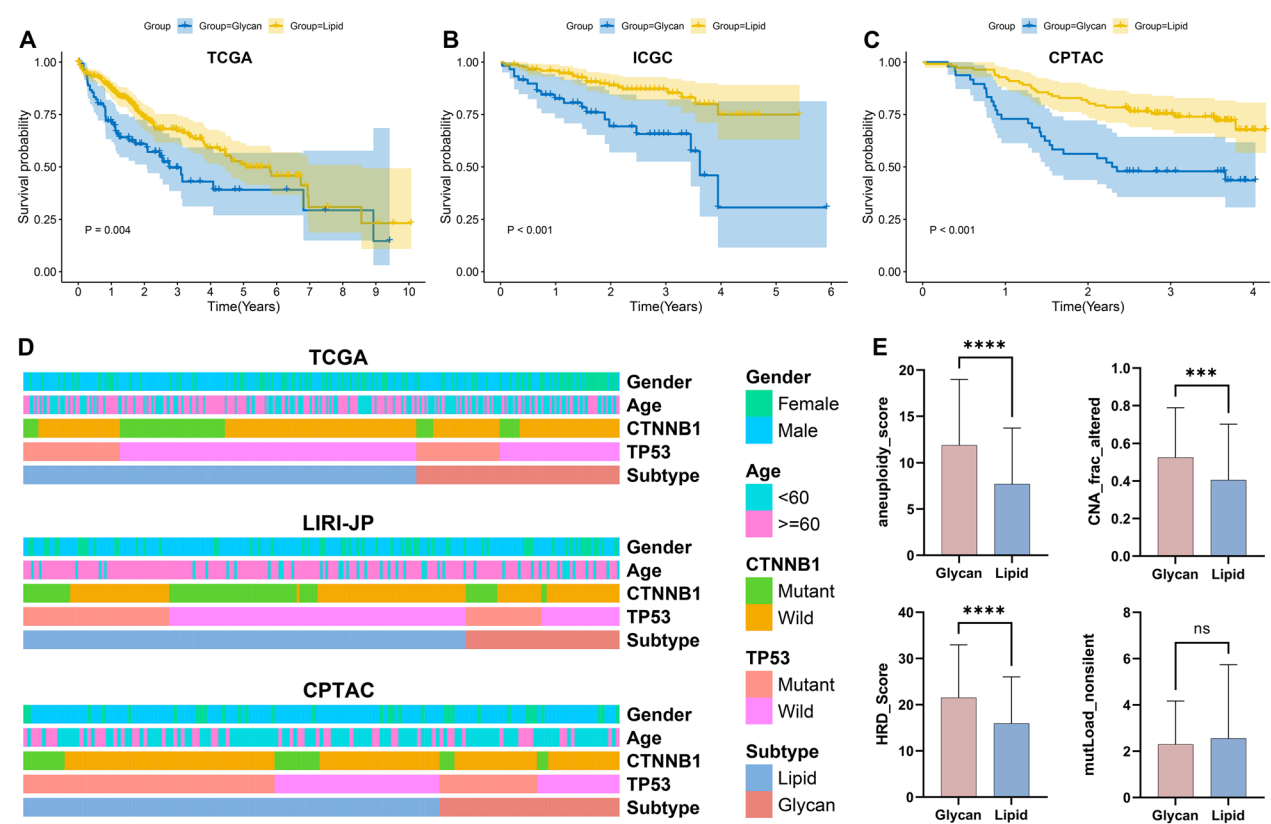 A
Group Group=Glycan Group=Lipid
TCGA
Survival probability
1.00
0.75
0.50
0.25
0.00
P = 0.004
0 1 2 3 4 5 6 7 8 9 10
Time(Years)
B
Group Group=Glycan Group=Lipid
ICGC
Survival probability
1.00
0.75
0.50
0.25
0.00
P < 0.001
0 1 2 3 4 5 6
Time(Years)
C
Group Group=Glycan Group=Lipid
CPTAC
Survival probability
1.00
0.75
0.50
0.25
0.00
P < 0.001
0 1 2 3 4
Time(Years)
D
TCGA
Gender
Age
CTNNB1
TP53
Subtype
LIRI-JP
Gender
Age
CTNNB1
TP53
Subtype
CPTAC
Gender
Age
CTNNB1
TP53
Subtype
Gender
Female
Male
Age
<60
>=60
CTNNB1
Mutant
Wild
TP53
Mutant
Wild
Subtype
Lipid
Glycan
E
aneuploidy_score
20
15
10
5
0
****
Glycan Lipid
CNA_frac_altered
1.0
0.8
0.6
0.4
0.2
0.0
***
Glycan Lipid
HRD_Score
40
30
20
10
0
****
Glycan Lipid
mutLoad_nonsilent
8
6
4
2
0
ns
Glycan Lipid